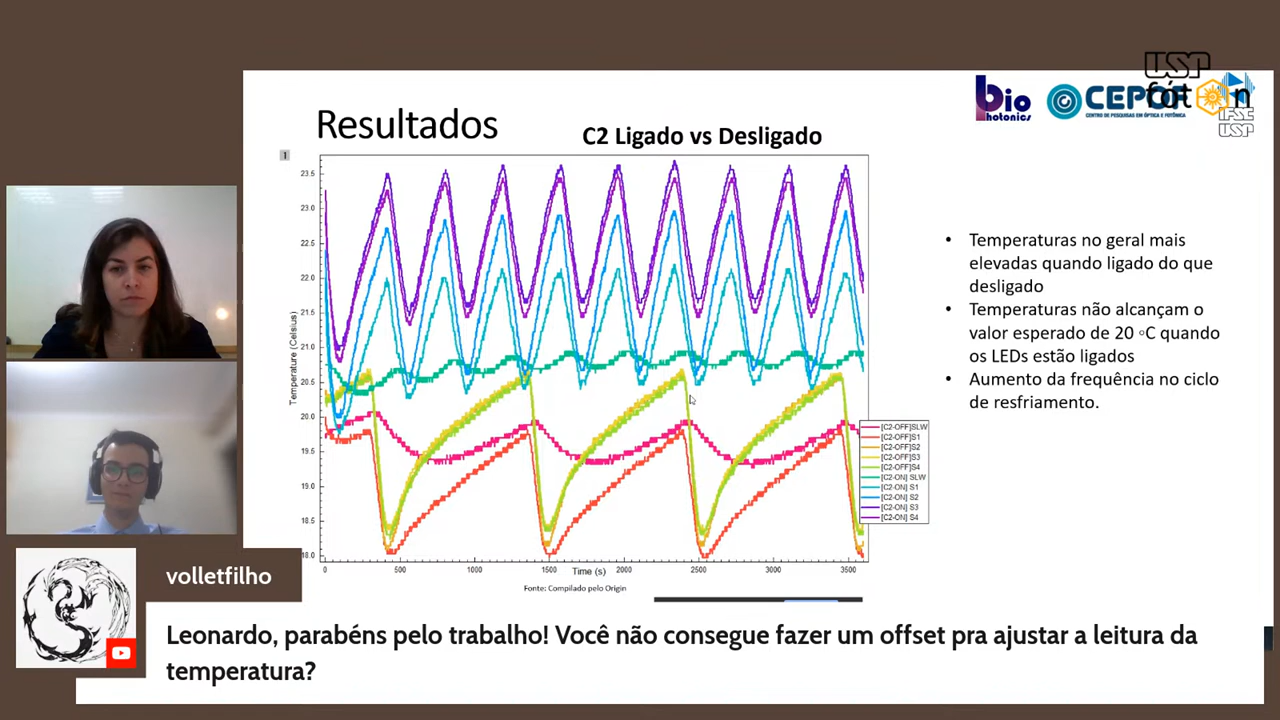 Resultados
C2 Ligado vs Desligado
bio
Photonics
CEPOF
CENTRO DE PESQUISAS EM ÓPTICA E FOTÔNICA
USP
fóton
IFSC
USP
1
23.5
23.0
22.5
22.0
21.5
21.0
20.5
20.0
19.5
19.0
18.5
18.0
Temperature (Celsius)
0
500
1000
1500
2000
2500
3000
3500
Time (s)
Fonte: Compilado pelo Origin
[C2-OFF]SLW
[C2-OFF]S1
[C2-OFF]S2
[C2-OFF]S3
[C2-OFF]S4
[C2-ON] SLW
[C2-ON] S1
[C2-ON] S2
[C2-ON] S3
[C2-ON] S4
• Temperaturas no geral mais
elevadas quando ligado do que
desligado
• Temperaturas não alcançam o
valor esperado de 20 ◦C quando
os LEDs estão ligados
• Aumento da frequência no ciclo
de resfriamento.
volletfilho
Leonardo, parabéns pelo trabalho! Você não consegue fazer um offset pra ajustar a leitura da
temperatura?